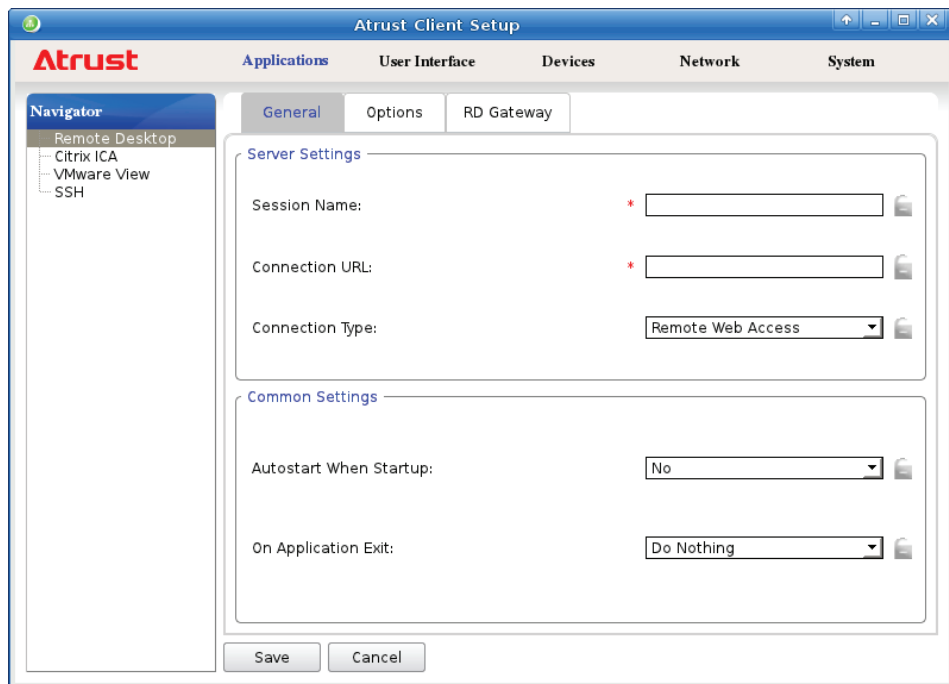 Atrust Client Setup
Atrust
Applications User Interface Devices Network System
Navigator
Remote Desktop
Citrix ICA
VMware View
SSH
General Options RD Gateway
Server Settings
Session Name: *
Connection URL: *
Connection Type: Remote Web Access
Common Settings
Autostart When Startup: No
On Application Exit: Do Nothing
Save Cancel